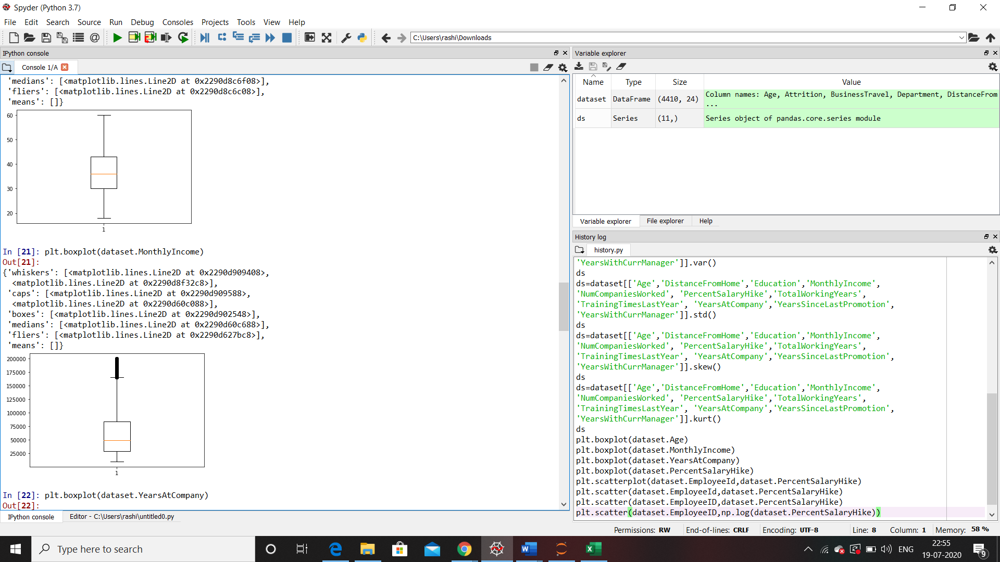 Spyder (Python 3.7)
File Edit Search Source Run Debug Consoles Projects Tools View Help
C:\Users\rashi\Downloads
IPython console
Console 1/A
'medians': [<matplotlib.lines.Line2D at 0x2290d8c6f08>],
'fliers': [<matplotlib.lines.Line2D at 0x2290d8c6c08>],
'means': []}
60
50
40
30
20
1
In [21]: plt.boxplot(dataset.MonthlyIncome)
Out[21]:
{'whiskers': [<matplotlib.lines.Line2D at 0x2290d909408>,
<matplotlib.lines.Line2D at 0x2290d8f32c8>],
'caps': [<matplotlib.lines.Line2D at 0x2290d909588>,
<matplotlib.lines.Line2D at 0x2290d60c088>],
'boxes': [<matplotlib.lines.Line2D at 0x2290d902548>],
'medians': [<matplotlib.lines.Line2D at 0x2290d60c688>],
'fliers': [<matplotlib.lines.Line2D at 0x2290d627bc8>],
'means': []}
200000
175000
150000
125000
100000
75000
50000
25000
1
In [22]: plt.boxplot(dataset.YearsAtCompany)
Out[22]:
IPython console Editor - C:\Users\rashi\untitled0.py
Variable explorer
Name Type Size Value
dataset DataFrame (4410, 24) Column names: Age, Attrition, BusinessTravel, Department, DistanceFrom
...
ds Series (11,) Series object of pandas.core.series module
Variable explorer File explorer Help
History log
history.py
'YearsWithCurrManager']].var()
ds
ds=dataset[['Age','DistanceFromHome','Education','MonthlyIncome',
'NumCompaniesWorked', 'PercentSalaryHike','TotalWorkingYears',
'TrainingTimesLastYear', 'YearsAtCompany','YearsSinceLastPromotion',
'YearsWithCurrManager']].std()
ds
ds=dataset[['Age','DistanceFromHome','Education','MonthlyIncome',
'NumCompaniesWorked', 'PercentSalaryHike','TotalWorkingYears',
'TrainingTimesLastYear', 'YearsAtCompany','YearsSinceLastPromotion',
'YearsWithCurrManager']].skew()
ds
ds=dataset[['Age','DistanceFromHome','Education','MonthlyIncome',
'NumCompaniesWorked', 'PercentSalaryHike','TotalWorkingYears',
'TrainingTimesLastYear', 'YearsAtCompany','YearsSinceLastPromotion',
'YearsWithCurrManager']].kurt()
ds
plt.boxplot(dataset.Age)
plt.boxplot(dataset.MonthlyIncome)
plt.boxplot(dataset.YearsAtCompany)
plt.boxplot(dataset.PercentSalaryHike)
plt.scatterplot(dataset.EmployeeId,dataset.PercentSalaryHike)
plt.scatter(dataset.EmployeeId,dataset.PercentSalaryHike)
plt.scatter(dataset.EmployeeID,dataset.PercentSalaryHike)
plt.scatter(dataset.EmployeeID,np.log(dataset.PercentSalaryHike))
Permissions: RW End-of-lines: CRLF Encoding: UTF-8 Line: 8 Column: 1 Memory: 58 %
Type here to search
ENG
22:55
19-07-2020
9